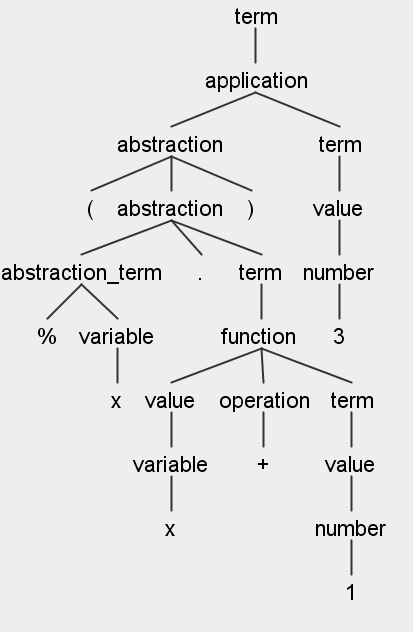 term
application
abstraction term
( abstraction ) value
abstraction_term . term number
% variable function 3
x value operation term
variable + value
x number
1